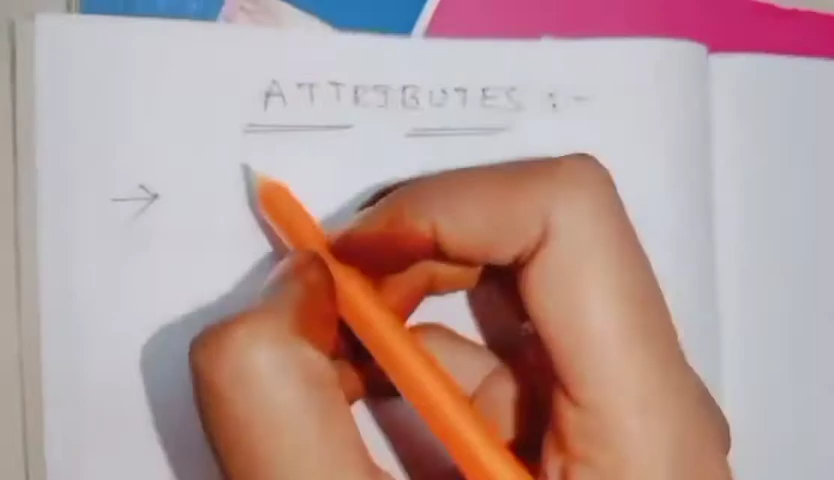 ATTRIBUTES :-
→